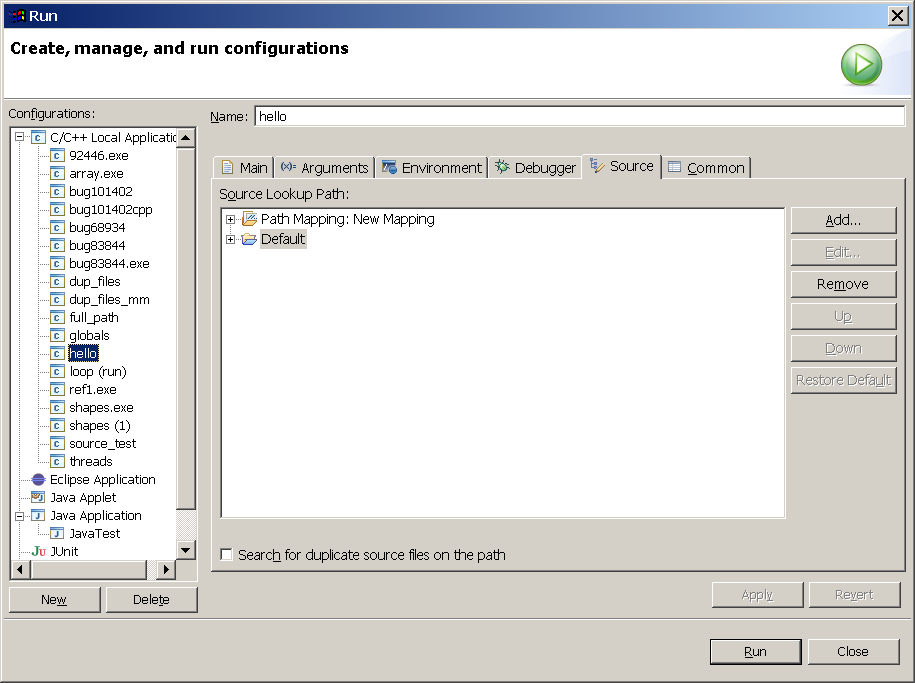 Run
Create, manage, and run configurations
Configurations:
C/C++ Local Applicatic
92446.exe
array.exe
bug101402
bug101402cpp
bug68934
bug83844
bug83844.exe
dup_files
dup_files_mm
full_path
globals
hello
loop (run)
ref1.exe
shapes.exe
shapes (1)
source_test
threads
Eclipse Application
Java Applet
Java Application
JavaTest
Ju JUnit
New Delete
Name: hello
Main (x)= Arguments Environment Debugger Source Common
Source Lookup Path:
Path Mapping: New Mapping
Default
Add...
Edit...
Remove
Up
Down
Restore Default
Search for duplicate source files on the path
Apply Revert
Run Close